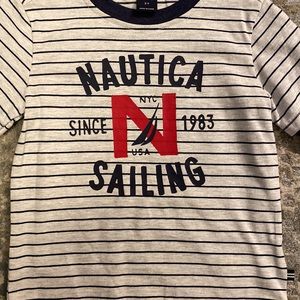 NAUTICA
NYC
SINCE N 1983
USA
SAILING